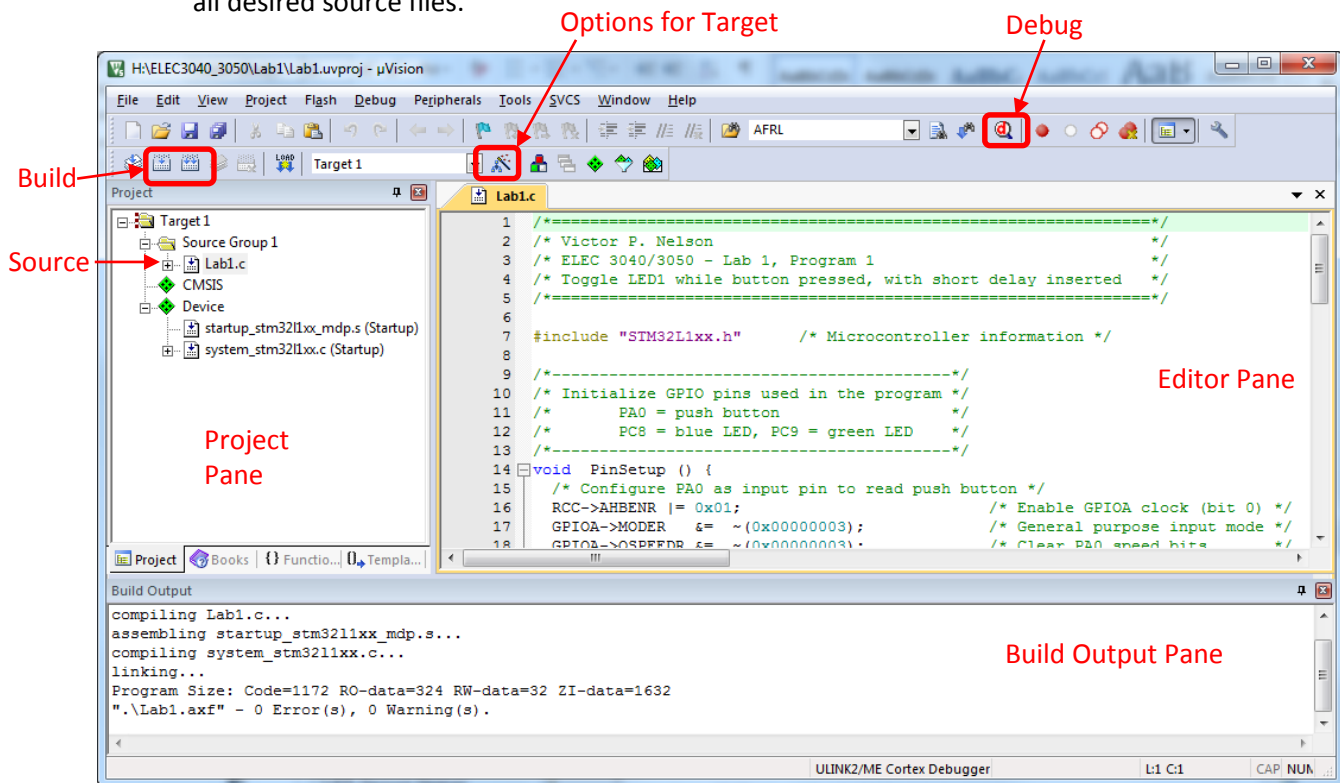 all desired source files.
Options for Target
Debug
H:\ELEC3040_3050\Lab1\Lab1.uvproj - µVision
File Edit View Project Flash Debug Peripherals Tools SVCS Window Help
AFRL
LOAD
Target 1
Build
Project
Lab1.c
Target 1
Source Group 1
Source
Lab1.c
CMSIS
Device
startup_stm32l1xx_mdp.s (Startup)
system_stm32l1xx.c (Startup)
Project
Pane
1 /*===============================================================*/
2 /* Victor P. Nelson */
3 /* ELEC 3040/3050 - Lab 1, Program 1 */
4 /* Toggle LED1 while button pressed, with short delay inserted */
5 /*===============================================================*/
6
7 #include "STM32L1xx.h" /* Microcontroller information */
8
9 /*------------------------------------------*/
10 /* Initialize GPIO pins used in the program */
11 /* PA0 = push button */
12 /* PC8 = blue LED, PC9 = green LED */
13 /*------------------------------------------*/
14 void PinSetup () {
15 /* Configure PA0 as input pin to read push button */
16 RCC->AHBENR |= 0x01; /* Enable GPIOA clock (bit 0) */
17 GPIOA->MODER &= ~(0x00000003); /* General purpose input mode */
18 GPIOA->OSPEEDR &= ~(0x00000003); /* Clear PA0 speed bits */
Editor Pane
Project Books {} Functio... Templa...
Build Output
compiling Lab1.c...
assembling startup_stm32l1xx_mdp.s...
compiling system_stm32l1xx.c...
linking...
Program Size: Code=1172 RO-data=324 RW-data=32 ZI-data=1632
".\Lab1.axf" - 0 Error(s), 0 Warning(s).
Build Output Pane
ULINK2/ME Cortex Debugger
L:1 C:1
CAP NUM